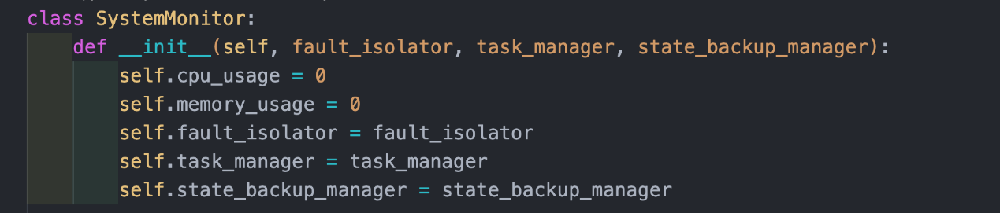 class SystemMonitor:
    def __init__(self, fault_isolator, task_manager, state_backup_manager):
        self.cpu_usage = 0
        self.memory_usage = 0
        self.fault_isolator = fault_isolator
        self.task_manager = task_manager
        self.state_backup_manager = state_backup_manager